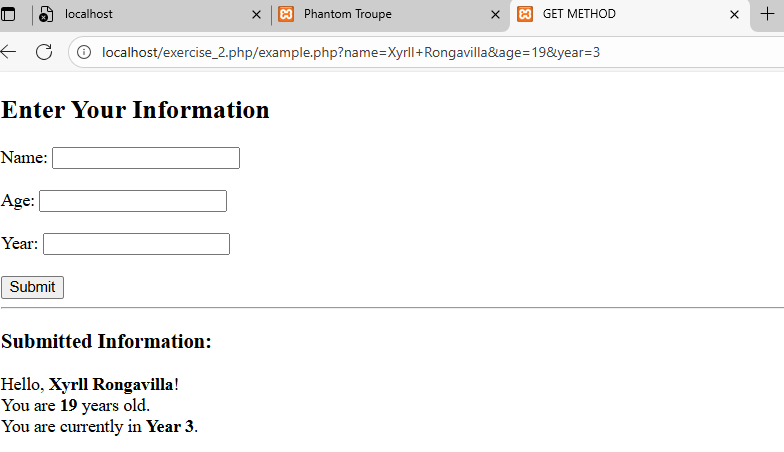 localhost
Phantom Troupe
GET METHOD
localhost/exercise_2.php/example.php?name=Xyrll+Rongavilla&age=19&year=3
Enter Your Information
Name:
Age:
Year:
Submit
Submitted Information:
Hello, Xyrll Rongavilla!
You are 19 years old.
You are currently in Year 3.